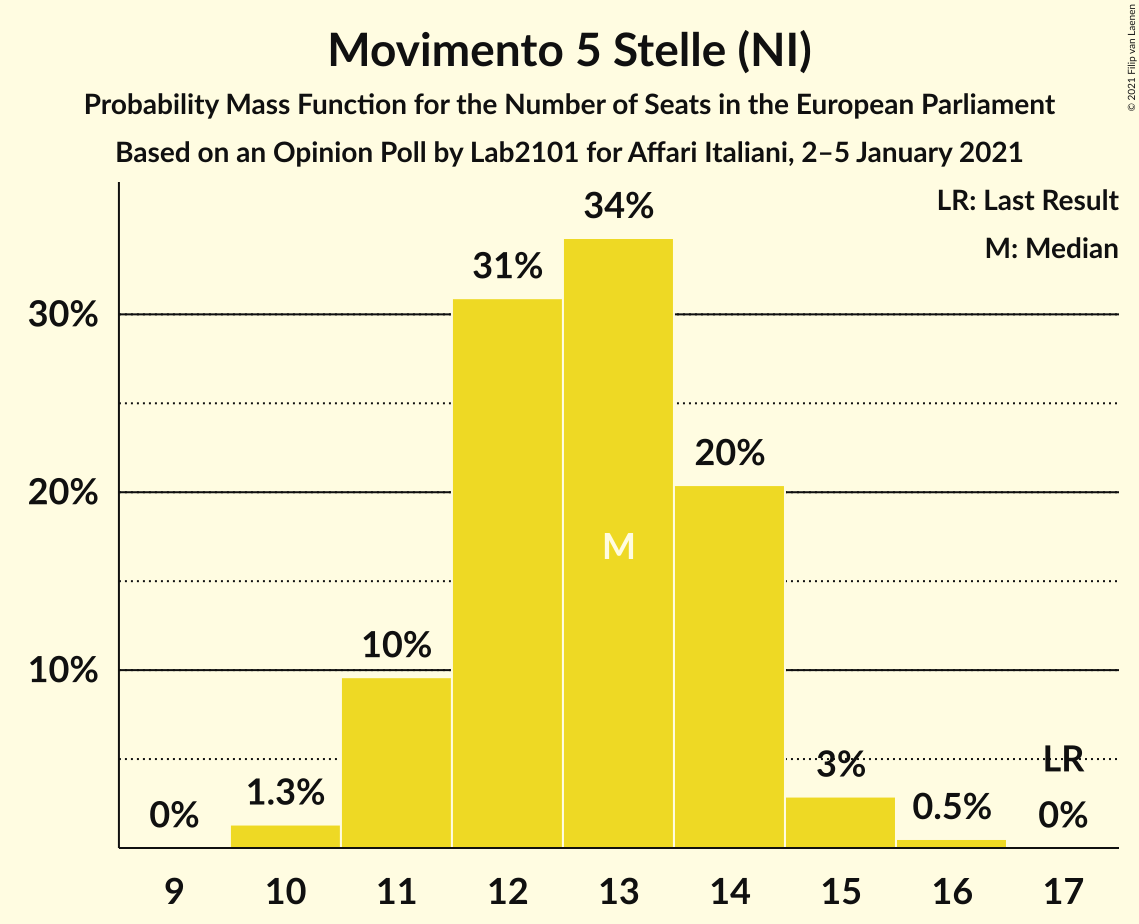 Movimento 5 Stelle (NI)
Probability Mass Function for the Number of Seats in the European Parliament
Based on an Opinion Poll by Lab2101 for Affari Italiani, 2–5 January 2021
© 2021 Filip van Laenen
LR: Last Result
M: Median
34%
31%
30%
20%
20%
M
10%
10%
3%
LR
1.3%
0.5%
0%
0%
9 10 11 12 13 14 15 16 17